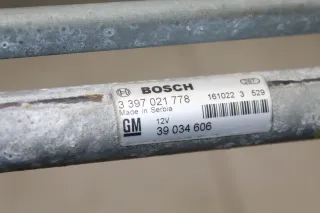 BOSCH
3 397 021 778 161022 3 529
Made in Serbia
GM 12V
39 034 606